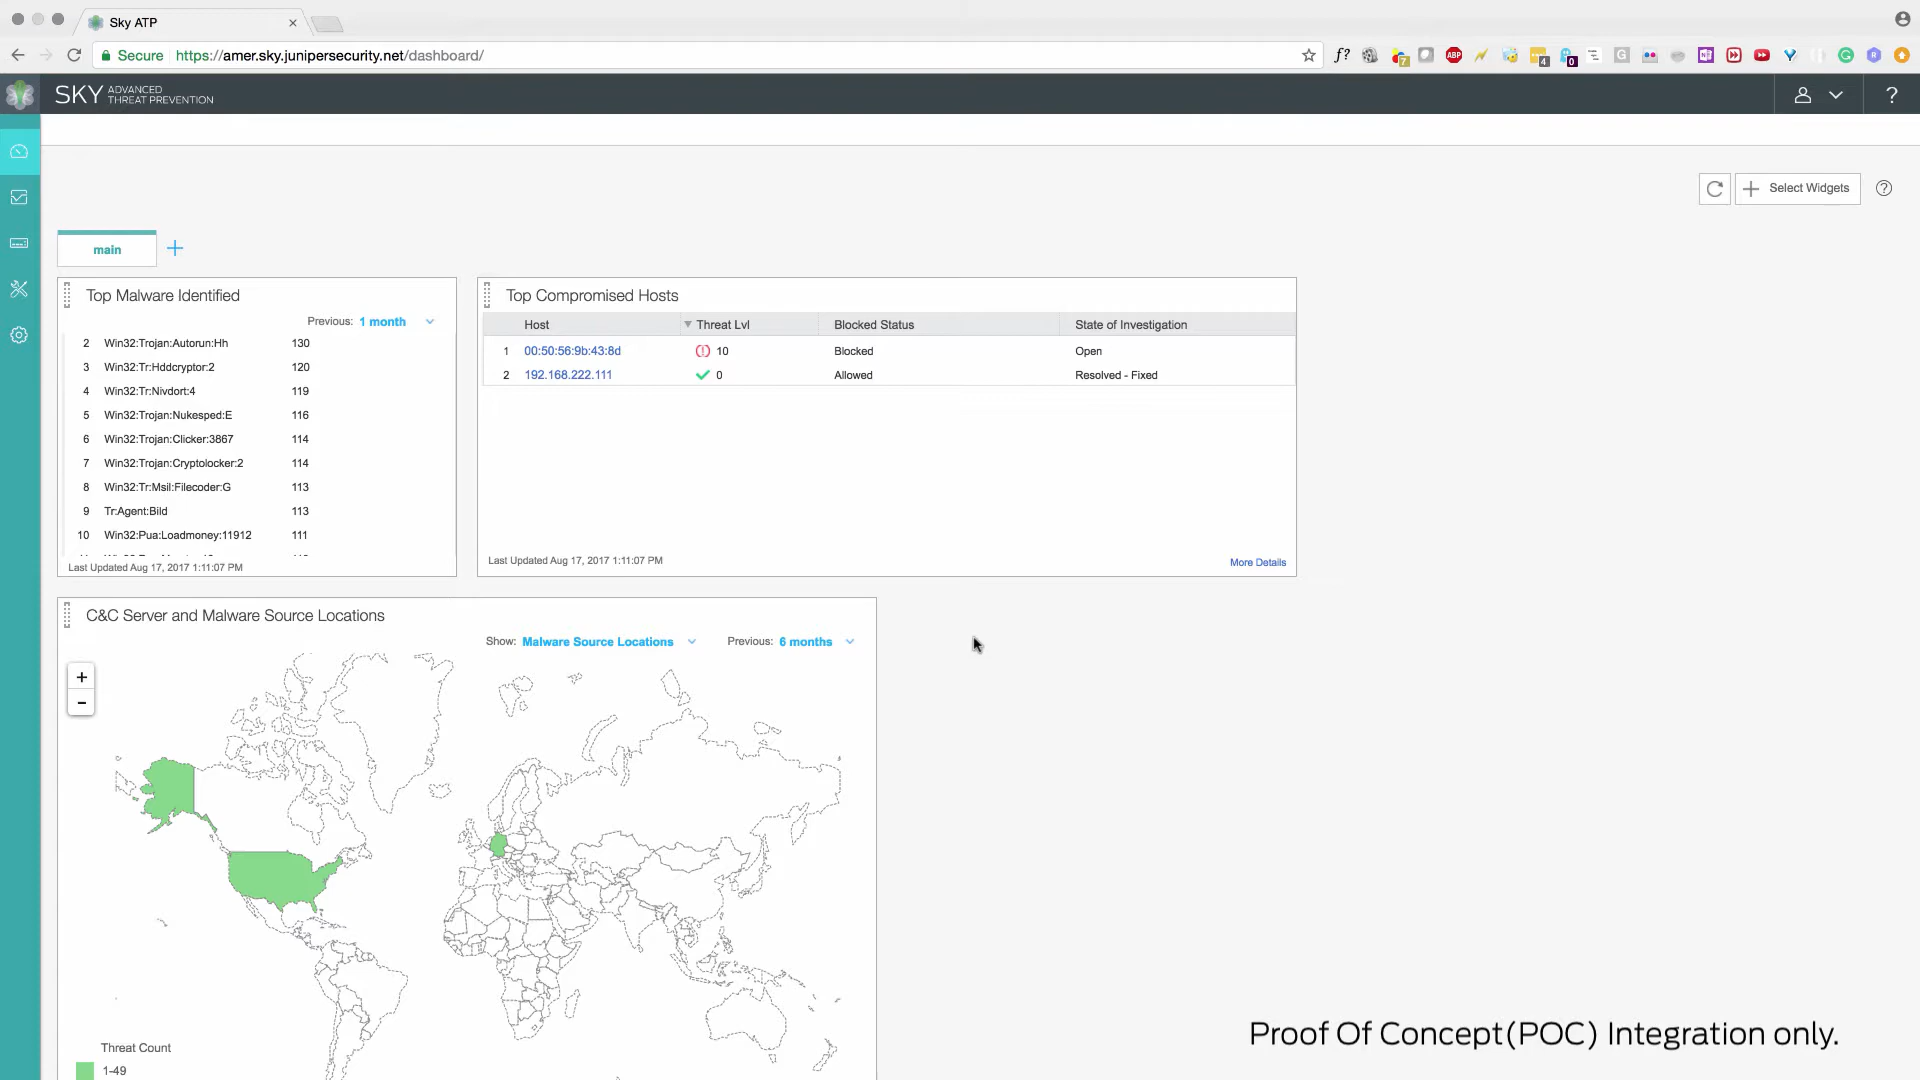 Sky ATP
Secure https://amer.sky.junipersecurity.net/dashboard/
f?
7
ABP
4
0
G
SKY ADVANCED
THREAT PREVENTION
?
Select Widgets
?
main
+
Top Malware Identified
Previous: 1 month
2 Win32:Trojan:Autorun:Hh 130
3 Win32:Tr:Hddcryptor:2 120
4 Win32:Tr:Nivdort:4 119
5 Win32:Trojan:Nukesped:E 116
6 Win32:Trojan:Clicker:3867 114
7 Win32:Trojan:Cryptolocker:2 114
8 Win32:Tr:Msil:Filecoder:G 113
9 Tr:Agent:Bild 113
10 Win32:Pua:Loadmoney:11912 111
Last Updated Aug 17, 2017 1:11:07 PM
Top Compromised Hosts
Host Threat Lvl Blocked Status State of Investigation
1 00:50:56:9b:43:8d 10 Blocked Open
2 192.168.222.111 0 Allowed Resolved - Fixed
Last Updated Aug 17, 2017 1:11:07 PM
More Details
C&C Server and Malware Source Locations
Show: Malware Source Locations Previous: 6 months
+
-
Threat Count
1-49
Proof Of Concept(POC) Integration only.